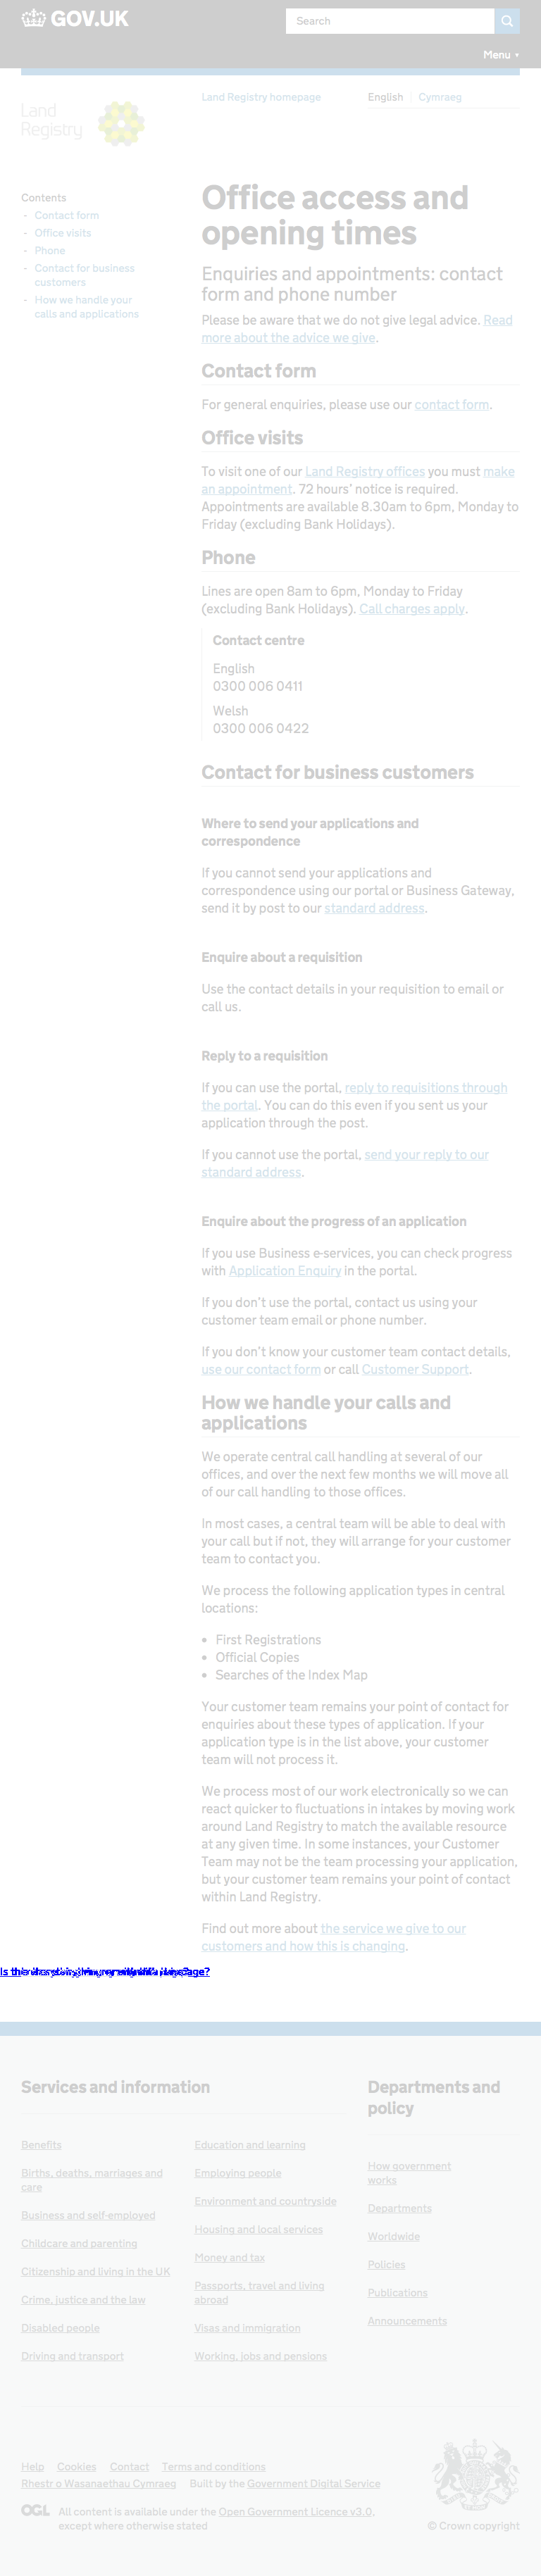 GOV.UK
Search
Menu ▼
Land Registry homepage
English
Cymraeg
Land
Registry
Contents
- Contact form
- Office visits
- Phone
- Contact for business
customers
- How we handle your
calls and applications
Office access and
opening times
Enquiries and appointments: contact
form and phone number
Please be aware that we do not give legal advice. Read
more about the advice we give.
Contact form
For general enquiries, please use our contact form.
Office visits
To visit one of our Land Registry offices you must make
an appointment. 72 hours’ notice is required.
Appointments are available 8.30am to 6pm, Monday to
Friday (excluding Bank Holidays).
Phone
Lines are open 8am to 6pm, Monday to Friday
(excluding Bank Holidays). Call charges apply.
Contact centre
English
0300 006 0411
Welsh
0300 006 0422
Contact for business customers
Where to send your applications and
correspondence
If you cannot send your applications and
correspondence using our portal or Business Gateway,
send it by post to our standard address.
Enquire about a requisition
Use the contact details in your requisition to email or
call us.
Reply to a requisition
If you can use the portal, reply to requisitions through
the portal. You can do this even if you sent us your
application through the post.
If you cannot use the portal, send your reply to our
standard address.
Enquire about the progress of an application
If you use Business e-services, you can check progress
with Application Enquiry in the portal.
If you don’t use the portal, contact us using your
customer team email or phone number.
If you don’t know your customer team contact details,
use our contact form or call Customer Support.
How we handle your calls and
applications
We operate central call handling at several of our
offices, and over the next few months we will move all
of our call handling to those offices.
In most cases, a central team will be able to deal with
your call but if not, they will arrange for your customer
team to contact you.
We process the following application types in central
locations:
• First Registrations
• Official Copies
• Searches of the Index Map
Your customer team remains your point of contact for
enquiries about these types of application. If your
application type is in the list above, your customer
team will not process it.
We process most of our work electronically so we can
react quicker to fluctuations in intakes by moving work
around Land Registry to match the available resource
at any given time. In some instances, your Customer
Team may not be the team processing your application,
but your customer team remains your point of contact
within Land Registry.
Find out more about the service we give to our
customers and how this is changing.
Services and information
Benefits
Births, deaths, marriages and
care
Business and self-employed
Childcare and parenting
Citizenship and living in the UK
Crime, justice and the law
Disabled people
Driving and transport
Education and learning
Employing people
Environment and countryside
Housing and local services
Money and tax
Passports, travel and living
abroad
Visas and immigration
Working, jobs and pensions
Departments and
policy
How government
works
Departments
Worldwide
Policies
Publications
Announcements
Help Cookies Contact Terms and conditions
Rhestr o Wasanaethau Cymraeg Built by the Government Digital Service
OGL All content is available under the Open Government Licence v3.0,
except where otherwise stated
© Crown copyright